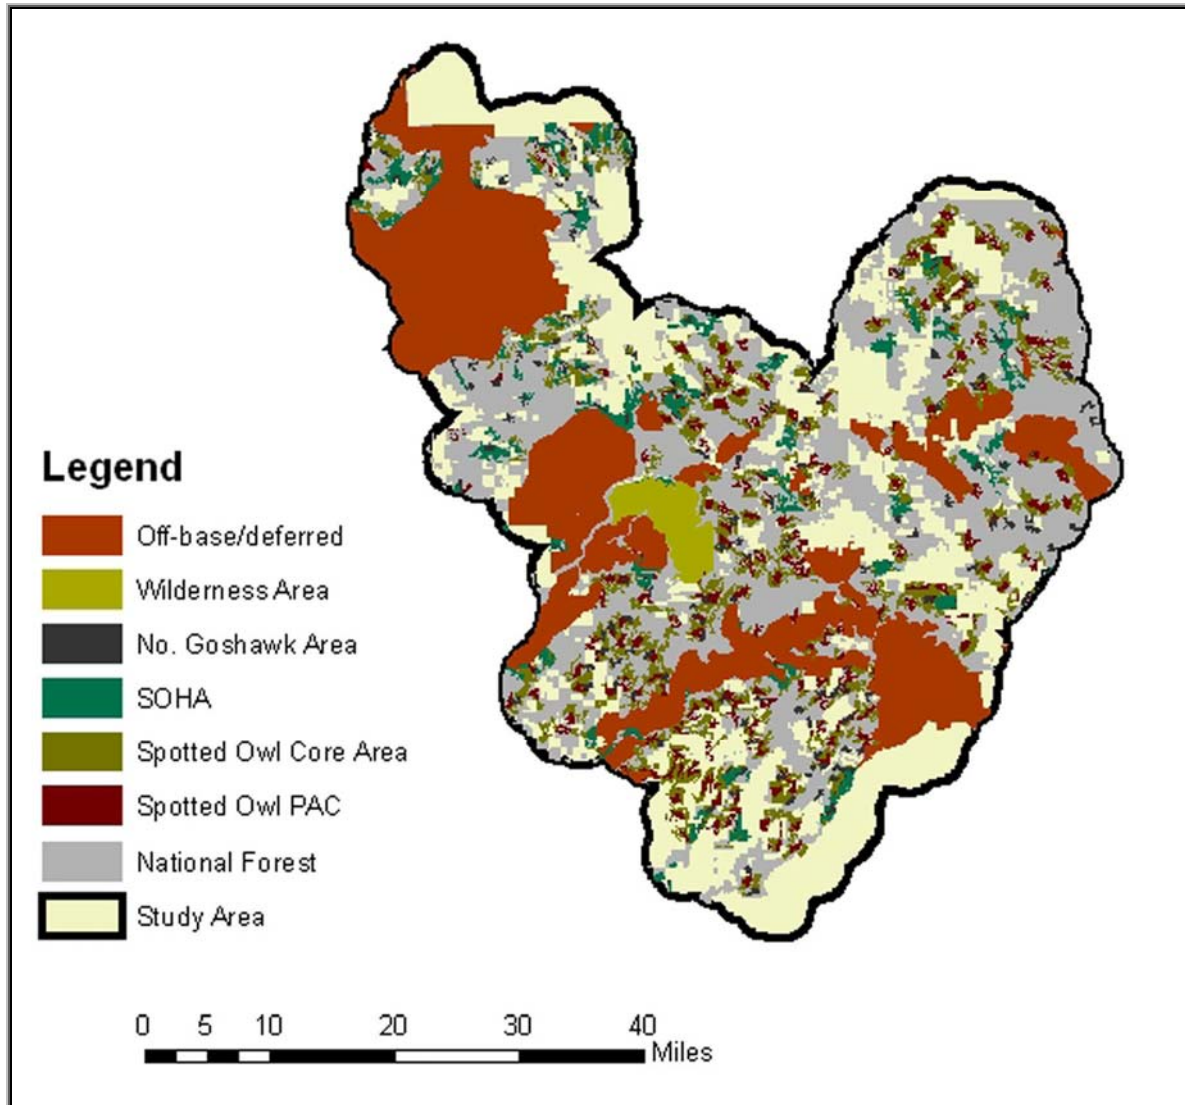 Legend
Off-base/deferred
Wilderness Area
No. Goshawk Area
SOHA
Spotted Owl Core Area
Spotted Owl PAC
National Forest
Study Area
0 5 10 20 30 40
Miles